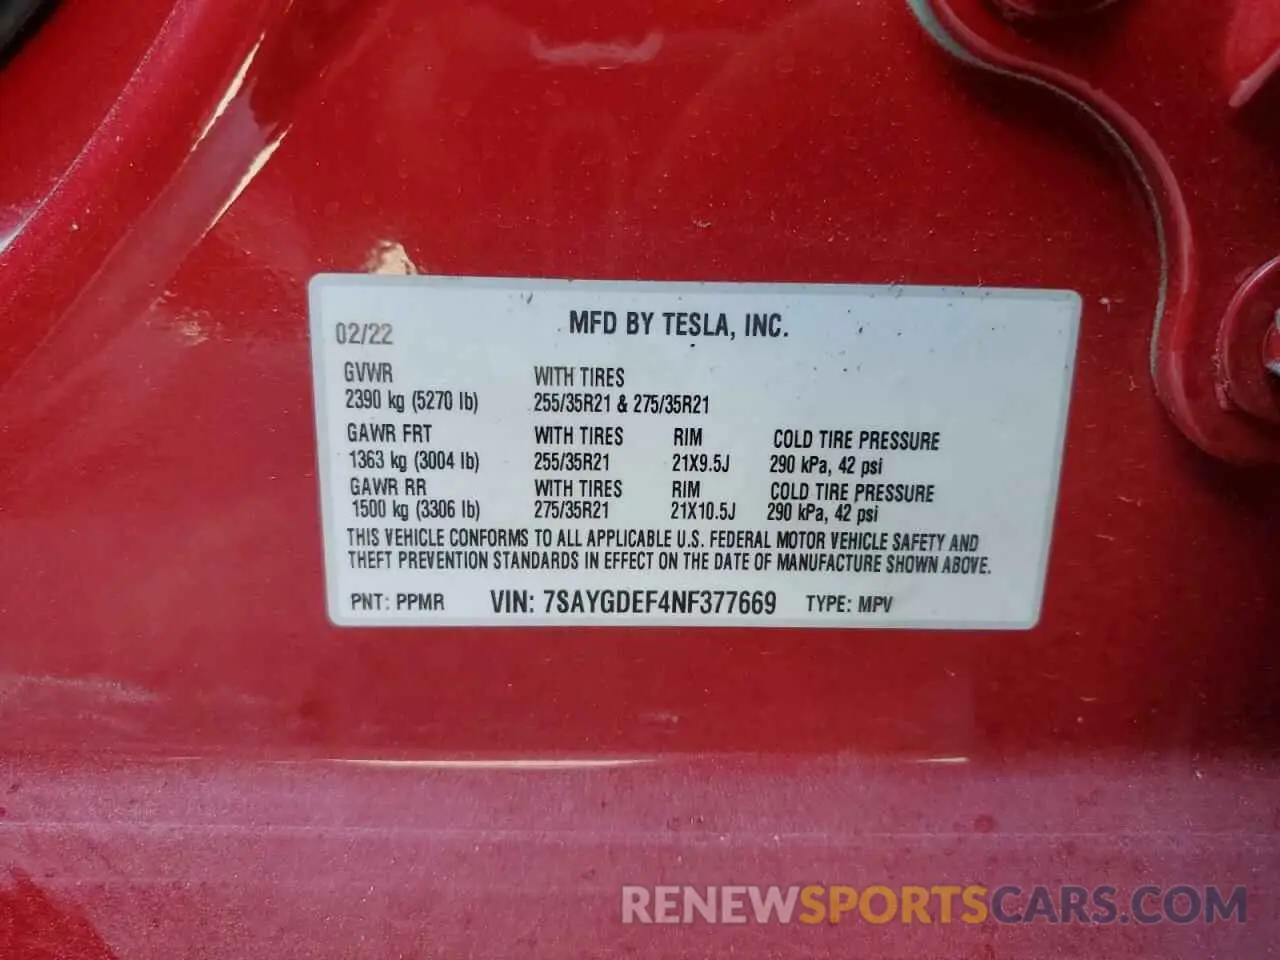 02/22 MFD BY TESLA, INC.
GVWR WITH TIRES
2390 kg (5270 lb) 255/35R21 & 275/35R21
GAWR FRT WITH TIRES RIM COLD TIRE PRESSURE
1363 kg (3004 lb) 255/35R21 21X9.5J 290 kPa, 42 psi
GAWR RR WITH TIRES RIM COLD TIRE PRESSURE
1500 kg (3306 lb) 275/35R21 21X10.5J 290 kPa, 42 psi
THIS VEHICLE CONFORMS TO ALL APPLICABLE U.S. FEDERAL MOTOR VEHICLE SAFETY AND
THEFT PREVENTION STANDARDS IN EFFECT ON THE DATE OF MANUFACTURE SHOWN ABOVE.
PNT: PPMR VIN: 7SAYGDEF4NF377669 TYPE: MPV
RENEWSPORTSCARS.COM